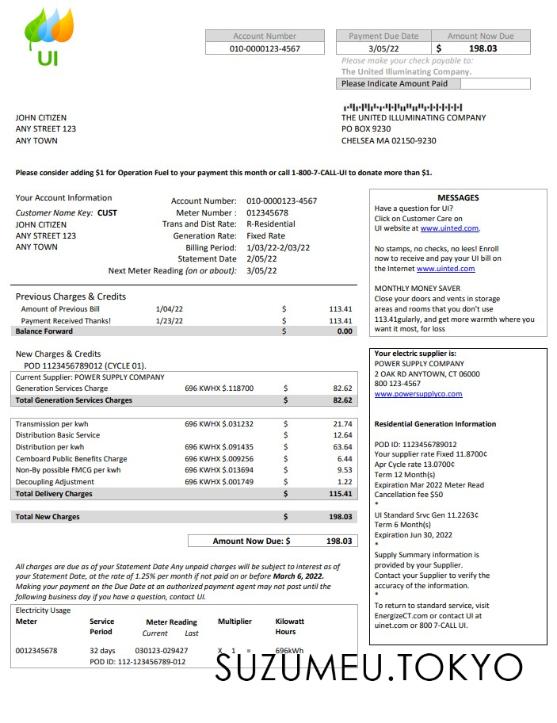 UI
Account Number
010-0000123-4567
Payment Due Date Amount Now Due
3/05/22 $ 198.03
Please make your check payable to:
The United Illuminating Company.
Please Indicate Amount Paid
JOHN CITIZEN
ANY STREET 123
ANY TOWN
THE UNITED ILLUMINATING COMPANY
PO BOX 9230
CHELSEA MA 02150-9230
Please consider adding $1 for Operation Fuel to your payment this month or call 1-800-7-CALL-UI to donate more than $1.
Your Account Information
Customer Name Key: CUST
JOHN CITIZEN
ANY STREET 123
ANY TOWN
Account Number: 010-0000123-4567
Meter Number : 012345678
Trans and Dist Rate: R-Residential
Generation Rate: Fixed Rate
Billing Period: 1/03/22-2/03/22
Statement Date 2/05/22
Next Meter Reading (on or about): 3/05/22
MESSAGES
Have a question for UI?
Click on Customer Care on
UI website at www.uinted.com.
No stamps, no checks, no lees! Enroll
now to receive and pay your UI bill on
the Internet www.uinted.com
MONTHLY MONEY SAVER
Close your doors and vents in storage
areas and rooms that you don't use
113.41gularly, and get more warmth where you
want it most, for loss
Previous Charges & Credits
Amount of Previous Bill 1/04/22 $ 113.41
Payment Received Thanks! 1/23/22 $ 113.41
Balance Forward $ 0.00
New Charges & Credits
POD 1123456789012 (CYCLE 01).
Current Supplier: POWER SUPPLY COMPANY
Generation Services Charge 696 KWHX $.118700 $ 82.62
Total Generation Services Charges $ 82.62
Transmission per kwh 696 KWHX $.031232 $ 21.74
Distribution Basic Service $ 12.64
Distribution per kwh 696 KWHX $.091435 $ 63.64
Cemboard Public Benefits Charge 696 KWHX $.009256 $ 6.44
Non-By possible FMCG per kwh 696 KWHX $.013694 $ 9.53
Decoupling Adjustment 696 KWHX $.001749 $ 1.22
Total Delivery Charges $ 115.41
Total New Charges $ 198.03
Amount Now Due: $ 198.03
Your electric supplier is:
POWER SUPPLY COMPANY
2 OAK RD ANYTOWN, CT 06000
800 123-4567
www.powersupplyco.com
Residential Generation Information
POD ID: 1123456789012
Your supplier rate Fixed 11.8700¢
Apr Cycle rate 13.0700¢
Term 12 Month(s)
Expiration Mar 2022 Meter Read
Cancellation fee $50
*
UI Standard Srvc Gen 11.2263¢
Term 6 Month(s)
Expiration Jun 30, 2022
*
Supply Summary information is
provided by your Supplier.
Contact your Supplier to verify the
accuracy of the information.
*
To return to standard service, visit
EnergizeCT.com or contact UI at
uinet.com or 800 7-CALL UI.
All charges are due as of your Statement Date Any unpaid charges will be subject to interest as of
your Statement Date, at the rate of 1.25% per month if not paid on or before March 6, 2022.
Making your payment on the Due Date at an authorized payment agency may not post until the
following business day if you have a question, contact UI.
Electricity Usage
Meter Service Period Meter Reading Current Last Multiplier Kilowatt Hours
0012345678 32 days 030123-029427 X 1 = 696kWh
POD ID: 112-123456789-012
SUZUMEU.TOKYO